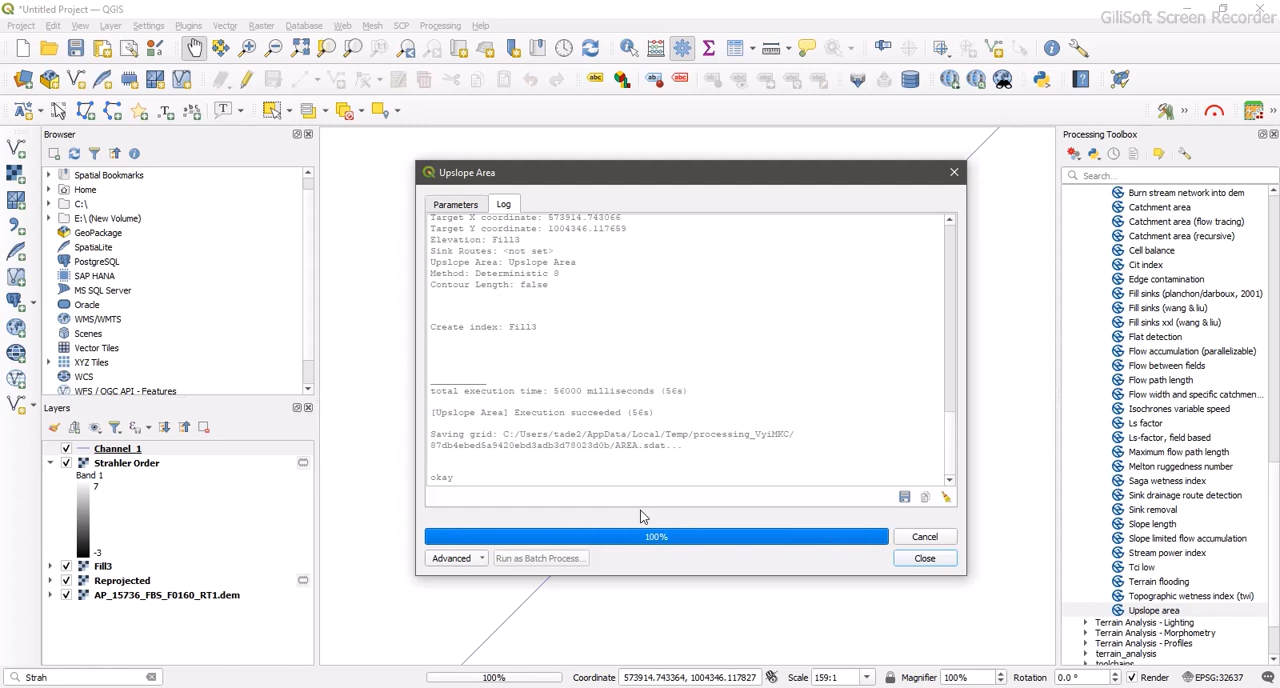 *Untitled Project — QGIS
GiliSoft Screen Recorder
Project Edit View Layer Settings Plugins Vector Raster Database Web Mesh SCP Processing Help
Browser
Spatial Bookmarks
Home
C:\
E:\ (New Volume)
GeoPackage
SpatiaLite
PostgreSQL
SAP HANA
MS SQL Server
Oracle
WMS/WMTS
Scenes
Vector Tiles
XYZ Tiles
WCS
WFS / OGC API - Features
Layers
Channel_1
Strahler Order
Band 1
7
-3
Fill3
Reprojected
AP_15736_FBS_F0160_RT1.dem
Upslope Area
Parameters Log
Target X coordinate: 573914.743066
Target Y coordinate: 1004346.117659
Elevation: Fill3
Sink Routes: <not set>
Upslope Area: Upslope Area
Method: Deterministic 8
Contour Length: false
Create index: Fill3
total execution time: 56000 milliseconds (56s)
[Upslope Area] Execution succeeded (56s)
Saving grid: C:/Users/tade2/AppData/Local/Temp/processing_VyiMKC/
87db4ebed5a9420ebd3adb3d78023d0b/AREA.sdat...
okay
100% Cancel
Advanced Run as Batch Process... Close
Processing Toolbox
Search...
Burn stream network into dem
Catchment area
Catchment area (flow tracing)
Catchment area (recursive)
Cell balance
Cit index
Edge contamination
Fill sinks (planchon/darboux, 2001)
Fill sinks (wang & liu)
Fill sinks xxl (wang & liu)
Flat detection
Flow accumulation (parallelizable)
Flow between fields
Flow path length
Flow width and specific catchmen...
Isochrones variable speed
Ls factor
Ls-factor, field based
Maximum flow path length
Melton ruggedness number
Saga wetness index
Sink drainage route detection
Sink removal
Slope length
Slope limited flow accumulation
Stream power index
Tci low
Terrain flooding
Topographic wetness index (twi)
Upslope area
Terrain Analysis - Lighting
Terrain Analysis - Morphometry
Terrain Analysis - Profiles
terrain_analysis
toolchains
Strah 100% Coordinate 573914.743364, 1004346.117827 Scale 159:1 Magnifier 100% Rotation 0.0 ° Render EPSG:32637